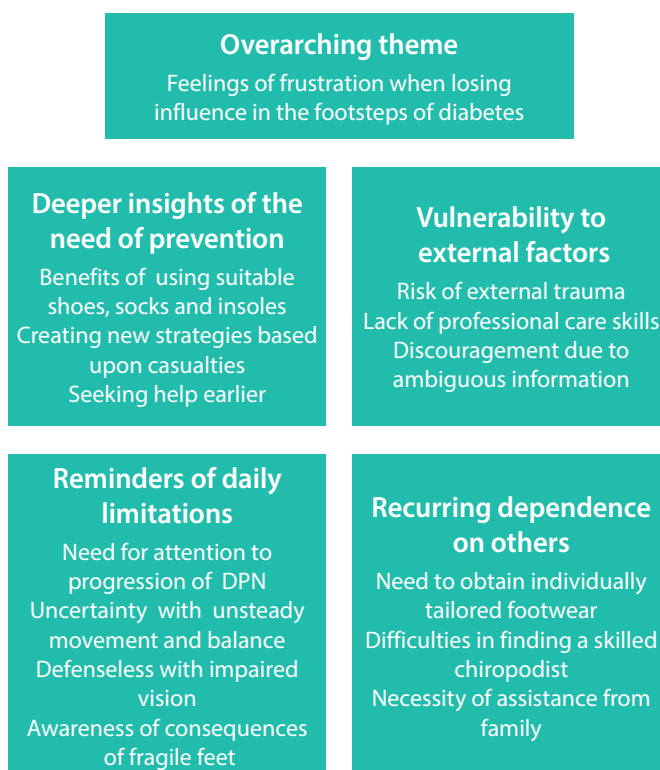 Overarching theme
Feelings of frustration when losing
influence in the footsteps of diabetes
Deeper insights of the
need of prevention
Benefits of using suitable
shoes, socks and insoles
Creating new strategies based
upon casualties
Seeking help earlier
Vulnerability to
external factors
Risk of external trauma
Lack of professional care skills
Discouragement due to
ambiguous information
Reminders of daily
limitations
Need for attention to
progression of DPN
Uncertainty with unsteady
movement and balance
Defenseless with impaired
vision
Awareness of consequences
of fragile feet
Recurring dependence
on others
Need to obtain individually
tailored footwear
Difficulties in finding a skilled
chiropodist
Necessity of assistance from
family